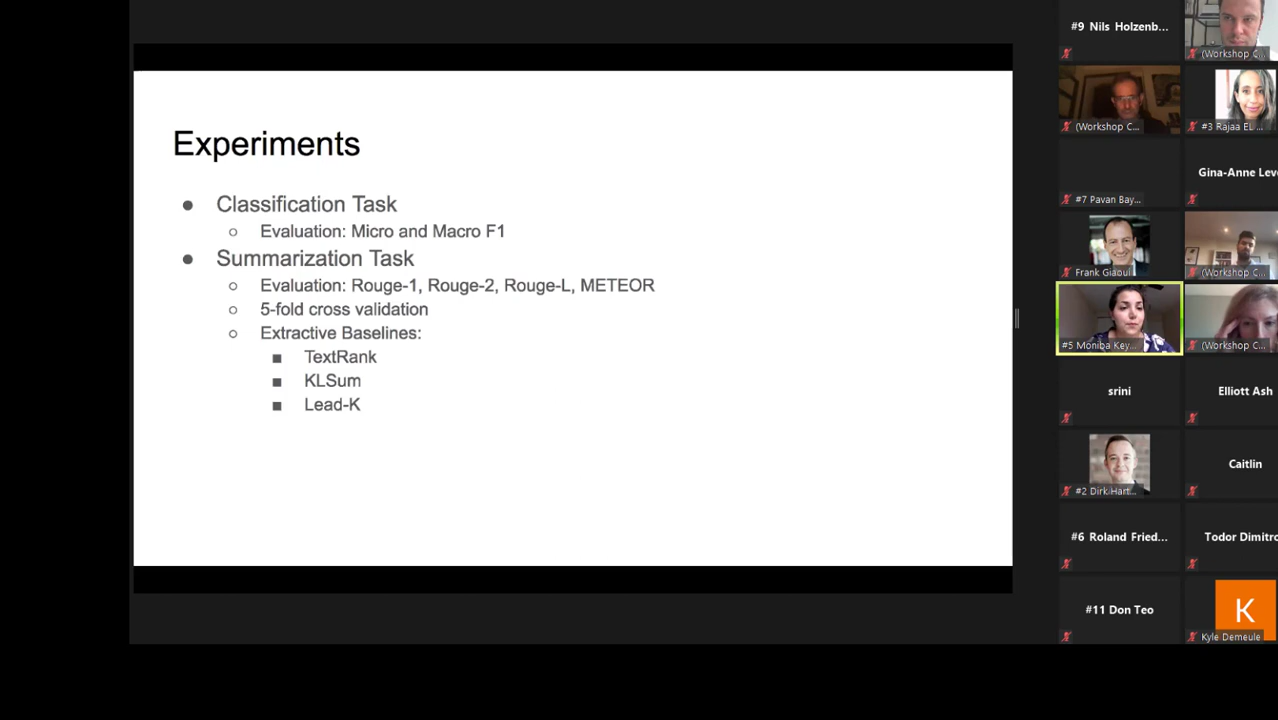 Experiments
● Classification Task
○ Evaluation: Micro and Macro F1
● Summarization Task
○ Evaluation: Rouge-1, Rouge-2, Rouge-L, METEOR
○ 5-fold cross validation
○ Extractive Baselines:
■ TextRank
■ KLSum
■ Lead-K
#9 Nils Holzenb...
(Workshop C...
(Workshop C...
#3 Rajaa EL ...
#7 Pavan Bay...
Gina-Anne Lev
Frank Giaoui
(Workshop C...
#5 Moniba Key...
(Workshop C...
srini
Elliott Ash
#2 Dirk Hart...
Caitlin
#6 Roland Fried...
Todor Dimitro
#11 Don Teo
K
Kyle Demeule